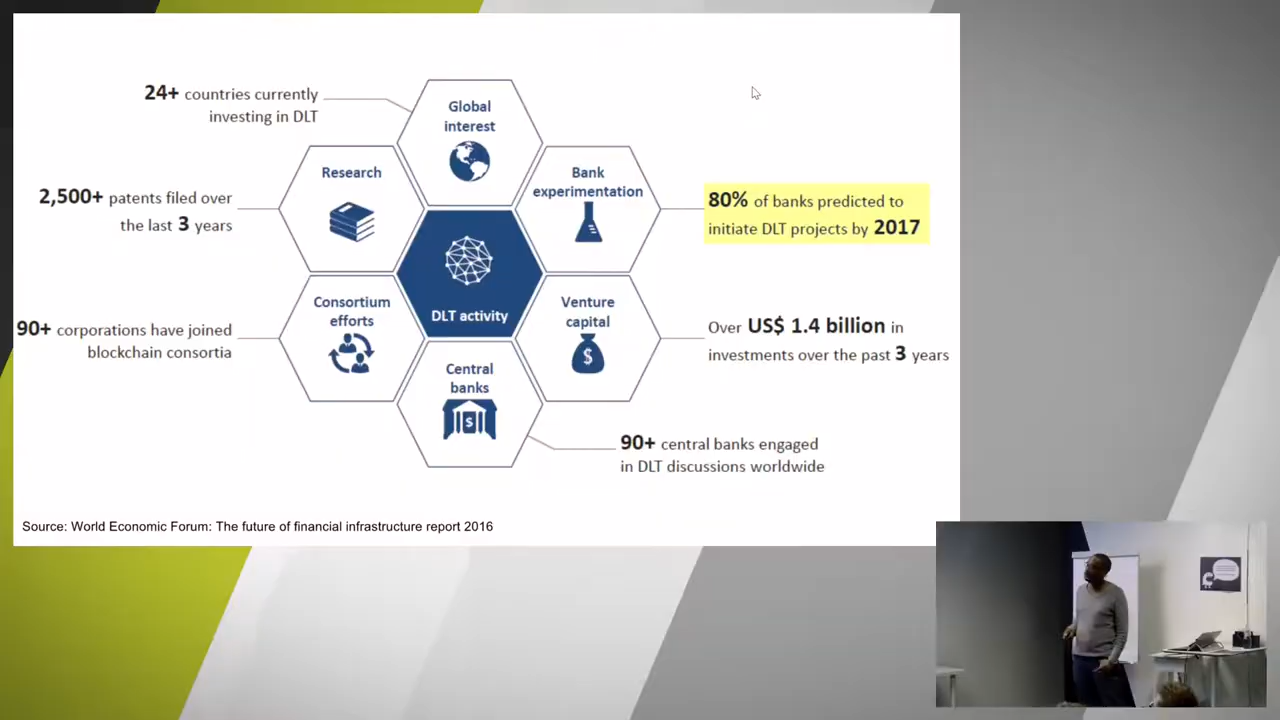 24+ countries currently
investing in DLT
Global
interest
Research
2,500+ patents filed over
the last 3 years
Bank
experimentation
80% of banks predicted to
initiate DLT projects by 2017
DLT activity
Consortium
efforts
90+ corporations have joined
blockchain consortia
Venture
capital
$
Over US$ 1.4 billion in
investments over the past 3 years
Central
banks
$
90+ central banks engaged
in DLT discussions worldwide
Source: World Economic Forum: The future of financial infrastructure report 2016